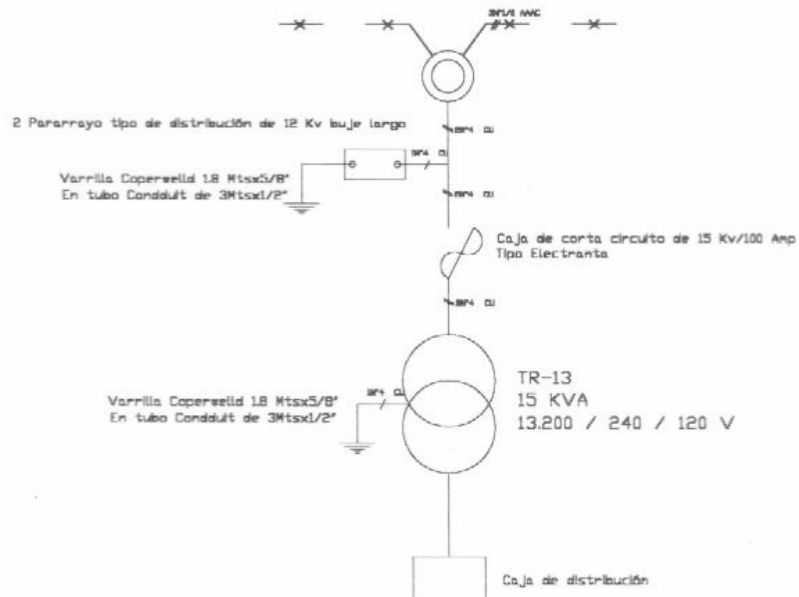 2 Pararrayo tipo de distribución de 12 Kv buje largo
Varrilla Coperwelld 1.8 Mtsx5/8"
En tubo Condduit de 3Mtsx1/2"
Caja de corta circuito de 15 Kv/100 Amp
Tipo Electranta
Varrilla Coperwelld 1.8 Mtsx5/8"
En tubo Condduit de 3Mtsx1/2"
TR-13
15 KVA
13.200 / 240 / 120 V
Caja de distribución